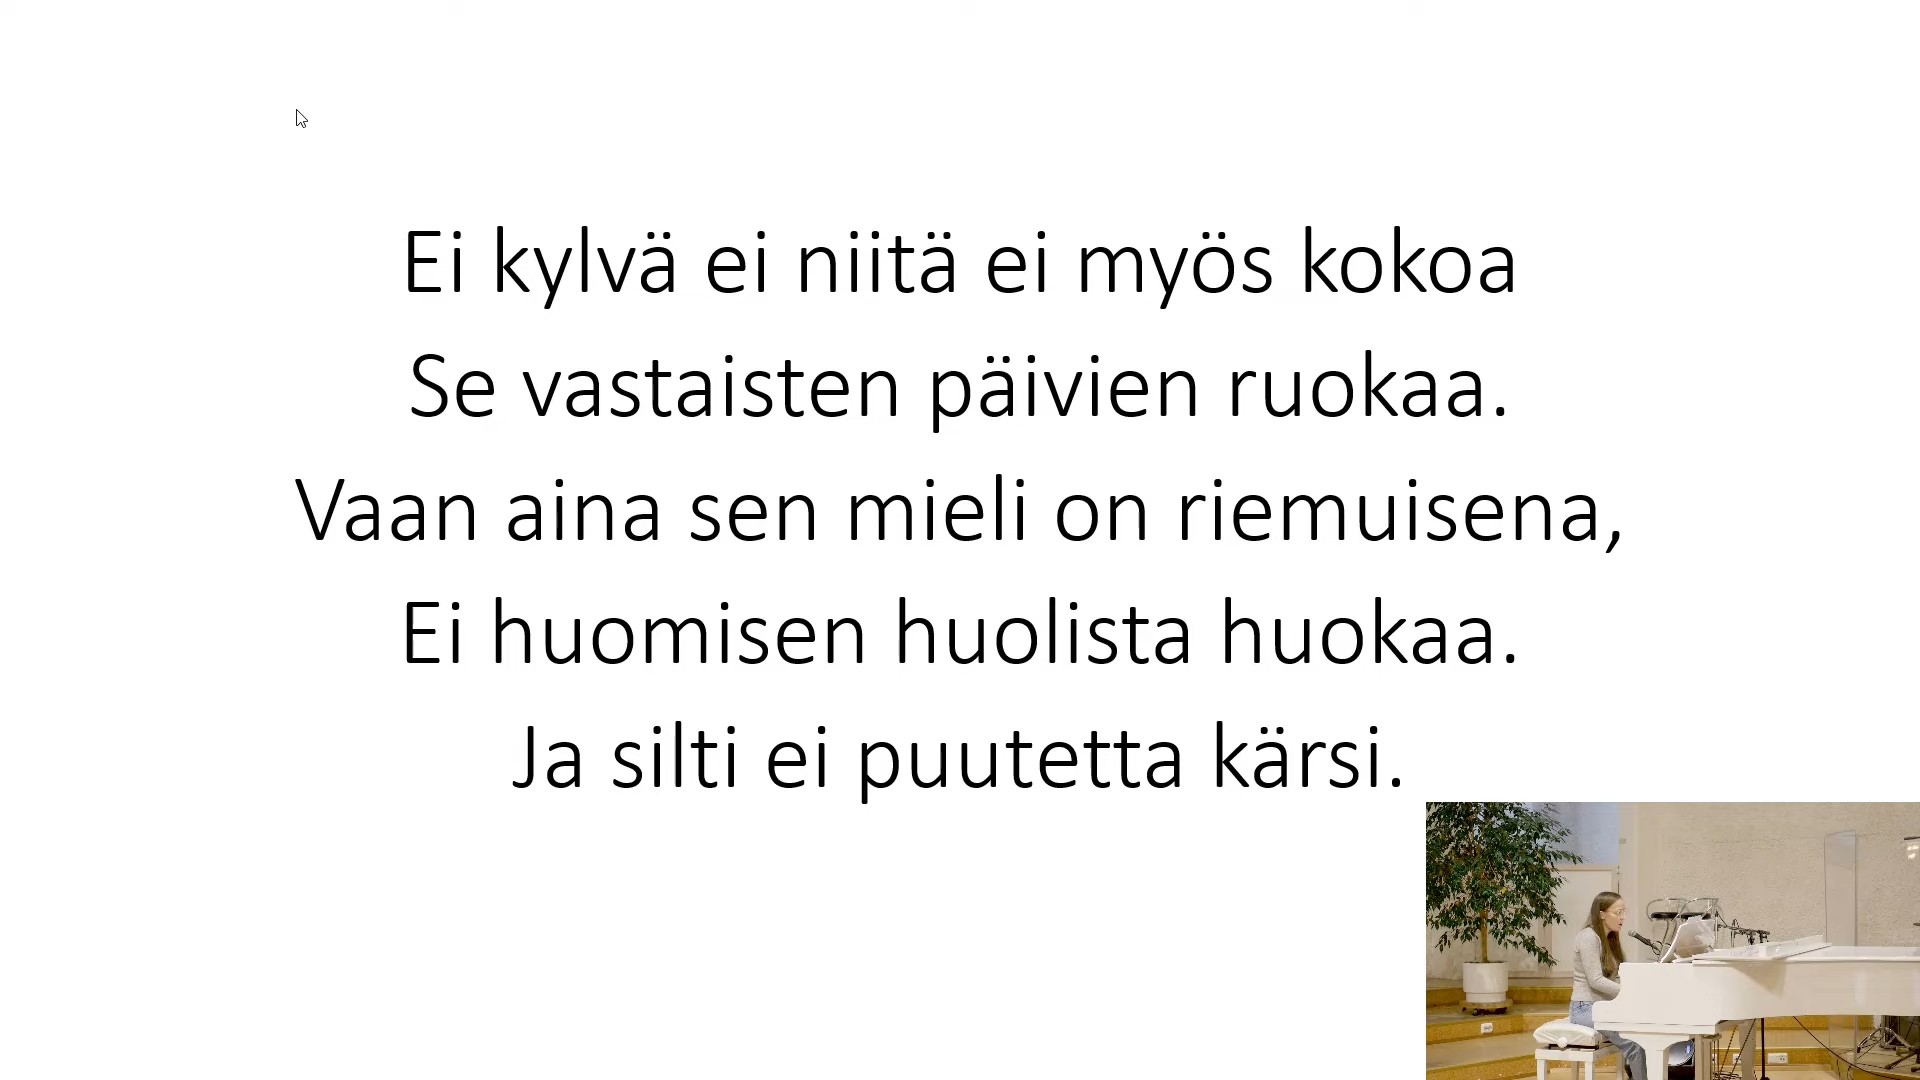 Ei kylvä ei niitä ei myös kokoa
Se vastaisten päivien ruokaa.
Vaan aina sen mieli on riemuisena,
Ei huomisen huolista huokaa.
Ja silti ei puutetta kärsi.